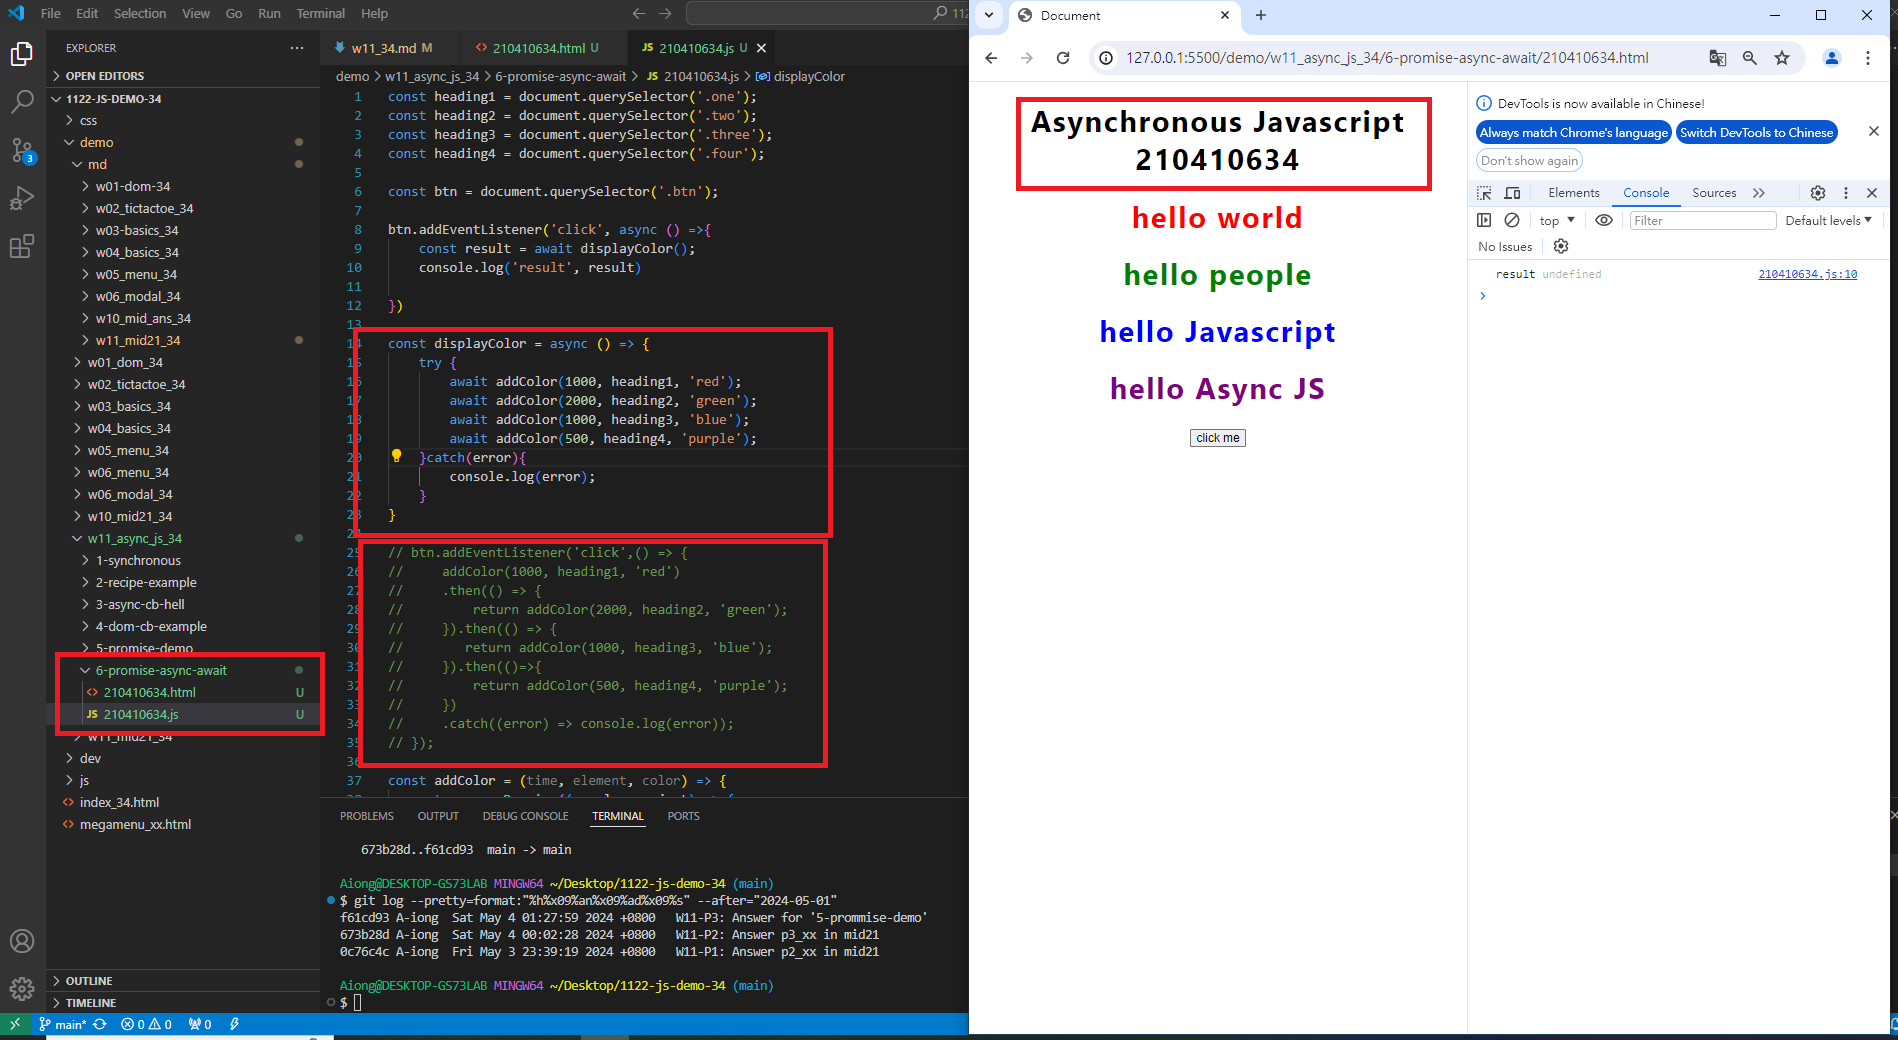 File Edit Selection View Go Run Terminal Help
EXPLORER
OPEN EDITORS
1122-JS-DEMO-34
css
demo
md
w01-dom-34
w02_tictactoe_34
w03-basics_34
w04_basics_34
w05_menu_34
w06_modal_34
w10_mid_ans_34
w11_mid21_34
w01_dom_34
w02_tictactoe_34
w03_basics_34
w04_basics_34
w05_menu_34
w06_menu_34
w06_modal_34
w10_mid21_34
w11_async_js_34
1-synchronous
2-recipe-example
3-async-cb-hell
4-dom-cb-example
5-promise-demo
6-promise-async-await
210410634.html U
JS 210410634.js U
w11_mid21_34
dev
js
index_34.html
megamenu_xx.html
OUTLINE
TIMELINE
3
main* 0 0 0
w11_34.md M 210410634.html U JS 210410634.js U
demo > w11_async_js_34 > 6-promise-async-await > JS 210410634.js > displayColor
1 const heading1 = document.querySelector('.one');
2 const heading2 = document.querySelector('.two');
3 const heading3 = document.querySelector('.three');
4 const heading4 = document.querySelector('.four');
5
6 const btn = document.querySelector('.btn');
7
8 btn.addEventListener('click', async () =>{
9 const result = await displayColor();
10 console.log('result', result)
11
12 })
13
14 const displayColor = async () => {
15 try {
16 await addColor(1000, heading1, 'red');
17 await addColor(2000, heading2, 'green');
18 await addColor(1000, heading3, 'blue');
19 await addColor(500, heading4, 'purple');
20 }catch(error){
21 console.log(error);
22 }
23 }
24
25 // btn.addEventListener('click',() => {
26 // addColor(1000, heading1, 'red')
27 // .then(() => {
28 // return addColor(2000, heading2, 'green');
29 // }).then(() => {
30 // return addColor(1000, heading3, 'blue');
31 // }).then(()=>{
32 // return addColor(500, heading4, 'purple');
33 // })
34 // .catch((error) => console.log(error));
35 // });
36
37 const addColor = (time, element, color) => {
PROBLEMS OUTPUT DEBUG CONSOLE TERMINAL PORTS
673b28d..f61cd93 main -> main
Aiong@DESKTOP-GS73LAB MINGW64 ~/Desktop/1122-js-demo-34 (main)
$ git log --pretty=format:"%h%x09%an%x09%ad%x09%s" --after="2024-05-01"
f61cd93 A-iong Sat May 4 01:27:59 2024 +0800 W11-P3: Answer for '5-prommise-demo'
673b28d A-iong Sat May 4 00:02:28 2024 +0800 W11-P2: Answer p3_xx in mid21
0c76c4c A-iong Fri May 3 23:39:19 2024 +0800 W11-P1: Answer p2_xx in mid21
Aiong@DESKTOP-GS73LAB MINGW64 ~/Desktop/1122-js-demo-34 (main)
$
Document
127.0.0.1:5500/demo/w11_async_js_34/6-promise-async-await/210410634.html
Asynchronous Javascript
210410634
hello world
hello people
hello Javascript
hello Async JS
click me
DevTools is now available in Chinese!
Always match Chrome's language Switch DevTools to Chinese
Don't show again
Elements Console Sources
top Filter Default levels
No Issues
result undefined 210410634.js:10